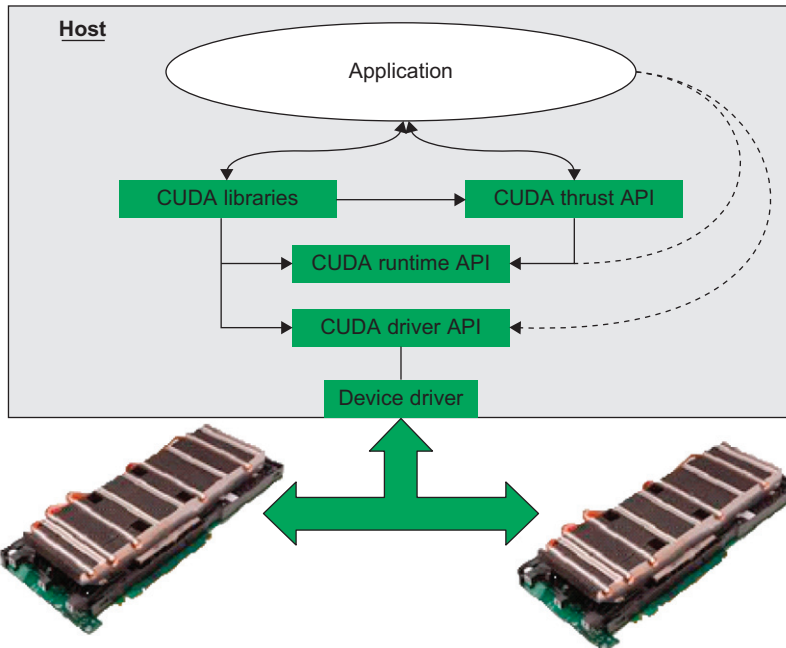 Host
Application
CUDA libraries
CUDA thrust API
CUDA runtime API
CUDA driver API
Device driver